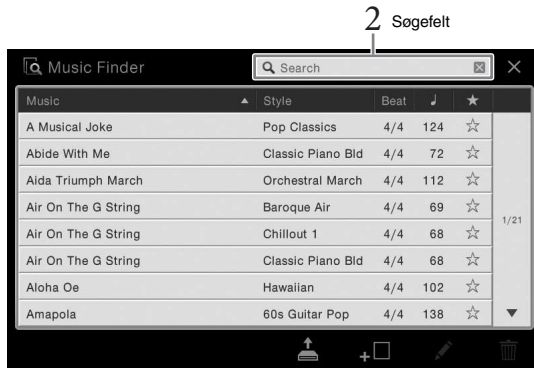 2 Søgefelt
Music Finder Search
Music Style Beat ♩ ★
A Musical Joke Pop Classics 4/4 124 ☆
Abide With Me Classic Piano Bld 4/4 72 ☆
Aida Triumph March Orchestral March 4/4 112 ☆
Air On The G String Baroque Air 4/4 69 ☆
Air On The G String Chillout 1 4/4 68 ☆
Air On The G String Classic Piano Bld 4/4 68 ☆
Aloha Oe Hawaiian 4/4 102 ☆
Amapola 60s Guitar Pop 4/4 138 ☆
1/21